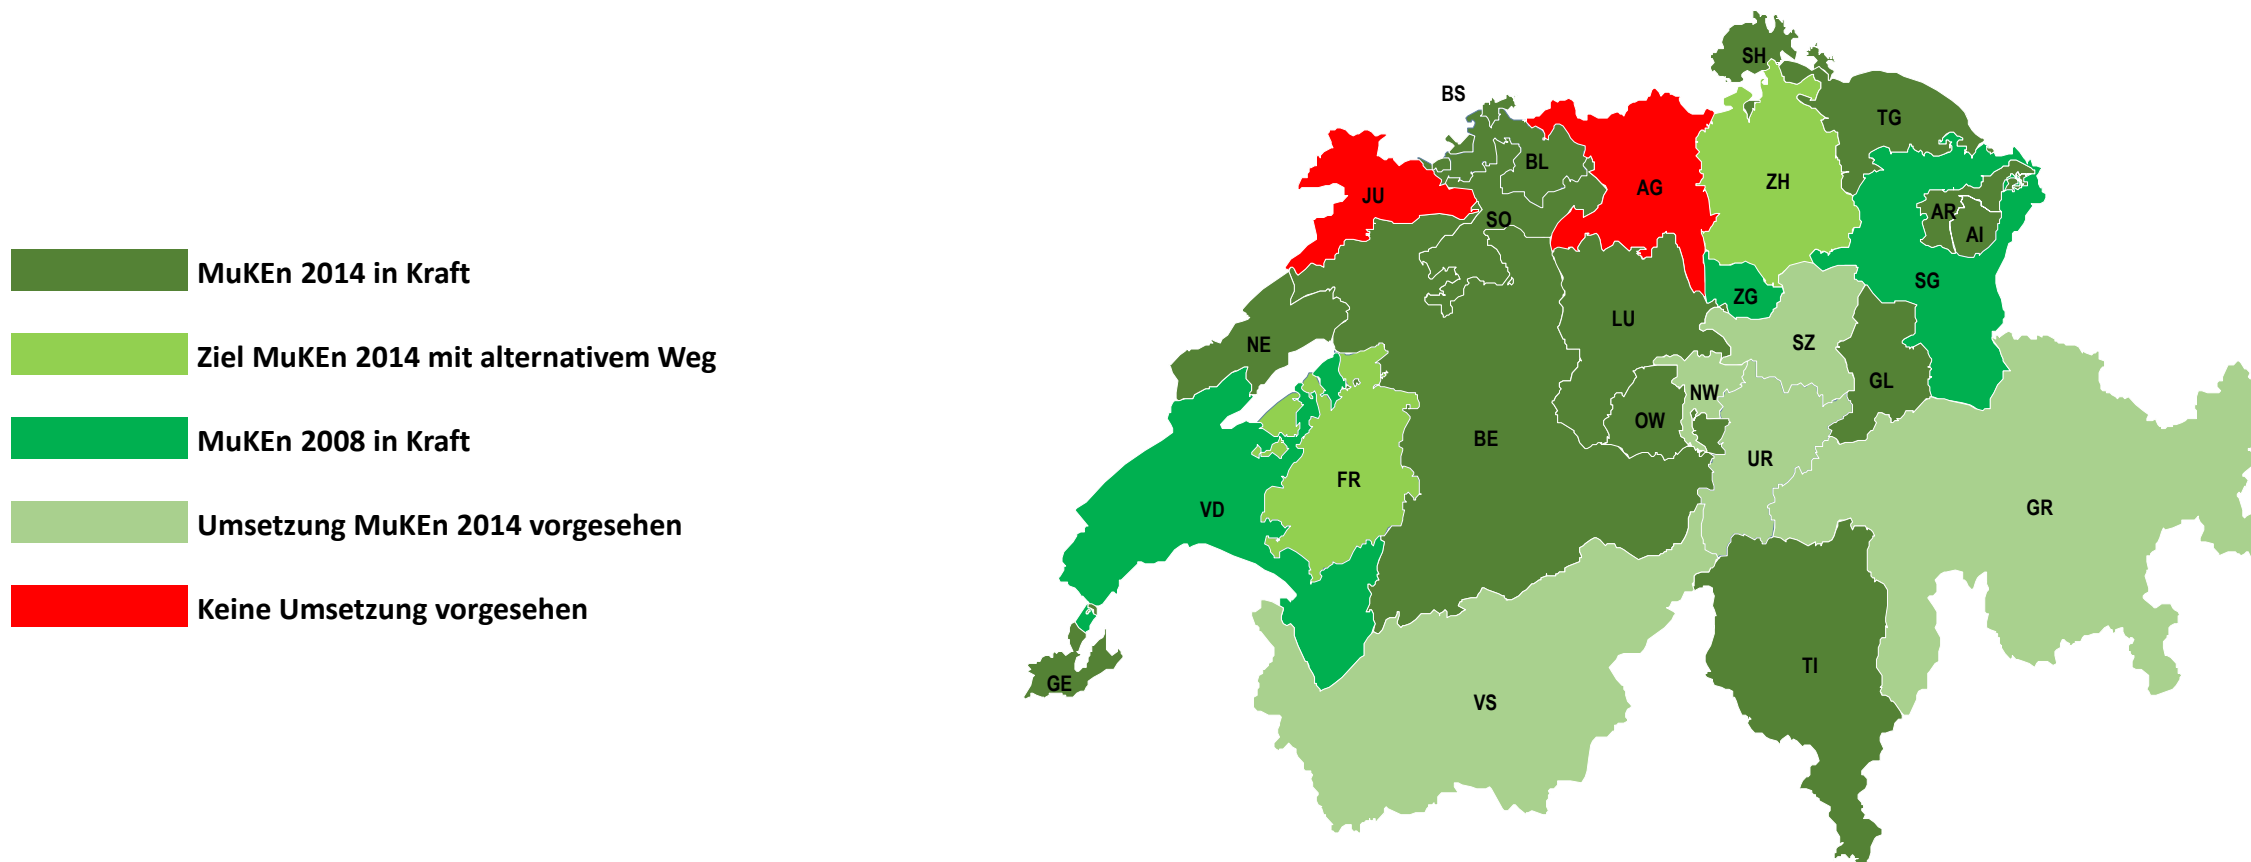 MuKEn 2014 in Kraft
Ziel MuKEn 2014 mit alternativem Weg
MuKEn 2008 in Kraft
Umsetzung MuKEn 2014 vorgesehen
Keine Umsetzung vorgesehen
SH
BS
TG
BL
ZH
AG
JU
AR
SO
AI
SG
ZG
LU
NE
SZ
GL
NW
OW
BE
UR
FR
VD
GR
TI
GE
VS